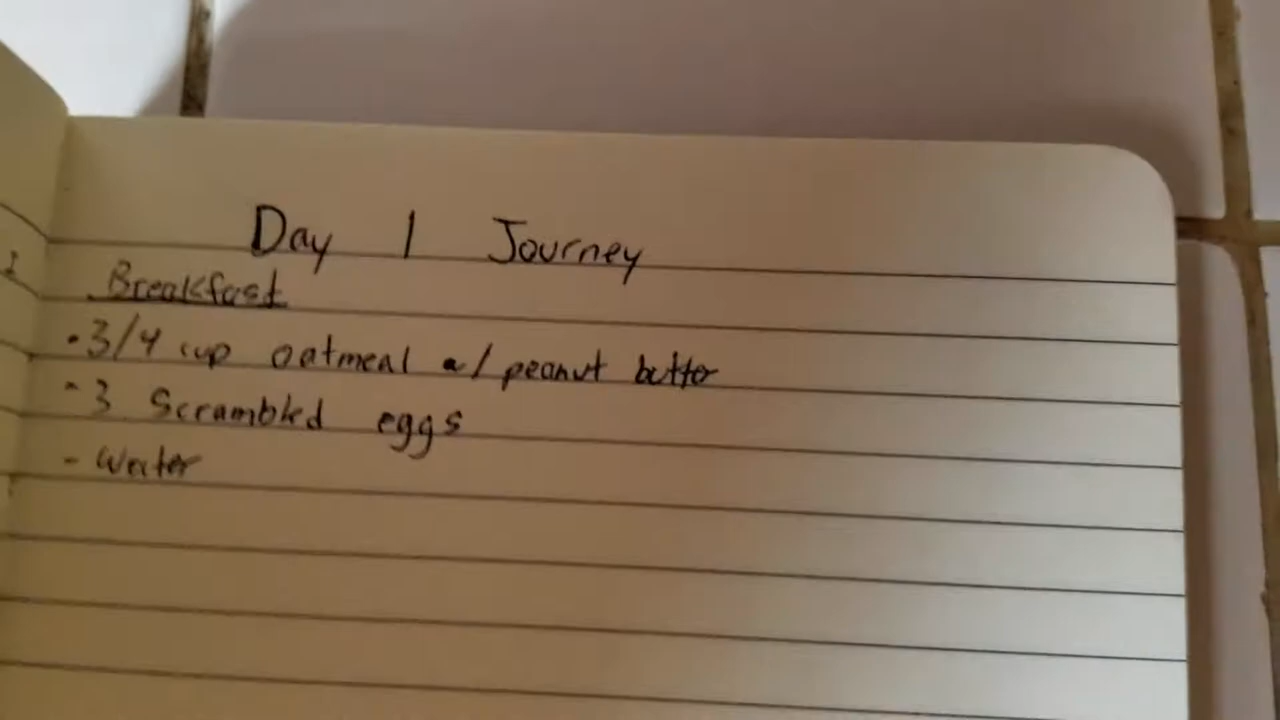 Day 1 Journey
Breakfast
- 3/4 cup oatmeal w/ peanut butter
- 3 Scrambled eggs
- Water